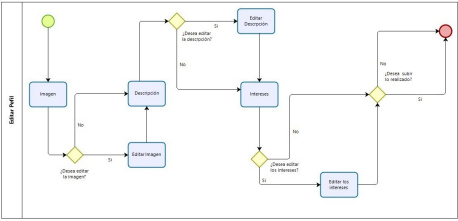 Editar Pefil
Imagen
¿Desea editar
la imagen?
No
Si
Editar Imagen
Descripción
¿Desea editar
la descripción?
Si
No
Editar
Descripción
Intereses
¿Desea editar
los intereses?
No
Si
Editar los
intereses
¿Desea subir
lo realizado?
No
Si